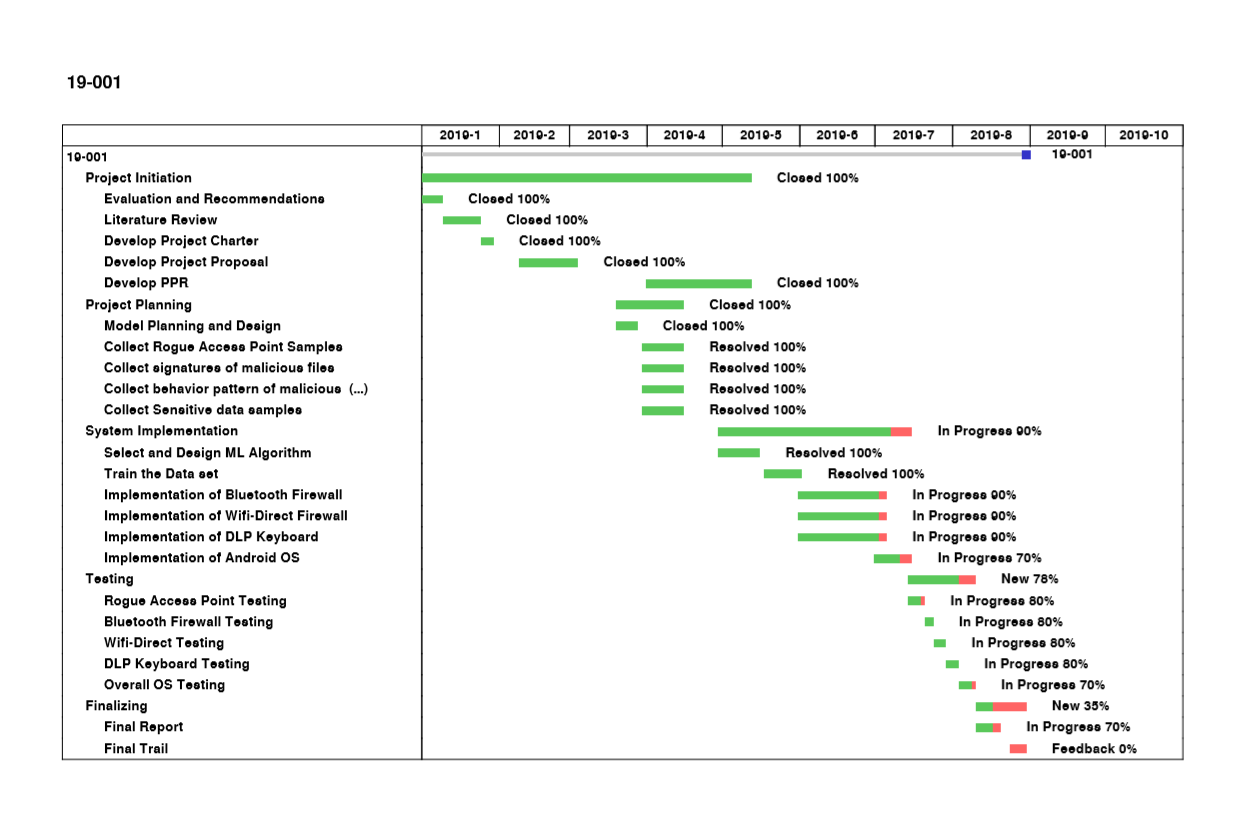 19-001
2019-1 2019-2 2019-3 2019-4 2019-5 2019-6 2019-7 2019-8 2019-9 2019-10
19-001 19-001
Project Initiation Closed 100%
Evaluation and Recommendations Closed 100%
Literature Review Closed 100%
Develop Project Charter Closed 100%
Develop Project Proposal Closed 100%
Develop PPR Closed 100%
Project Planning Closed 100%
Model Planning and Design Closed 100%
Collect Rogue Access Point Samples Resolved 100%
Collect signatures of malicious files Resolved 100%
Collect behavior pattern of malicious (...) Resolved 100%
Collect Sensitive data samples Resolved 100%
System Implementation In Progress 90%
Select and Design ML Algorithm Resolved 100%
Train the Data set Resolved 100%
Implementation of Bluetooth Firewall In Progress 90%
Implementation of Wifi-Direct Firewall In Progress 90%
Implementation of DLP Keyboard In Progress 90%
Implementation of Android OS In Progress 70%
Testing New 78%
Rogue Access Point Testing In Progress 80%
Bluetooth Firewall Testing In Progress 80%
Wifi-Direct Testing In Progress 80%
DLP Keyboard Testing In Progress 80%
Overall OS Testing In Progress 70%
Finalizing New 35%
Final Report In Progress 70%
Final Trail Feedback 0%